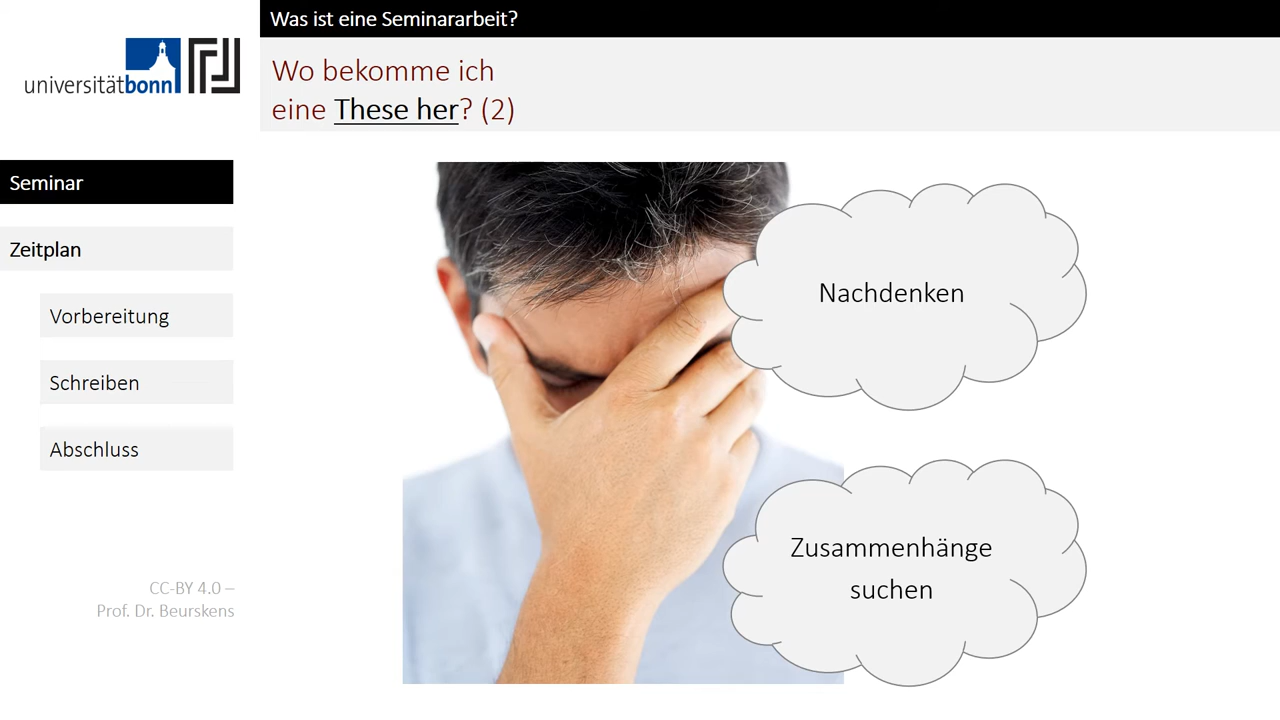 Was ist eine Seminararbeit?
universitätbonn
Wo bekomme ich
eine These her? (2)
Seminar
Zeitplan
Vorbereitung
Schreiben
Abschluss
CC-BY 4.0 –
Prof. Dr. Beurskens
Nachdenken
Zusammenhänge
suchen